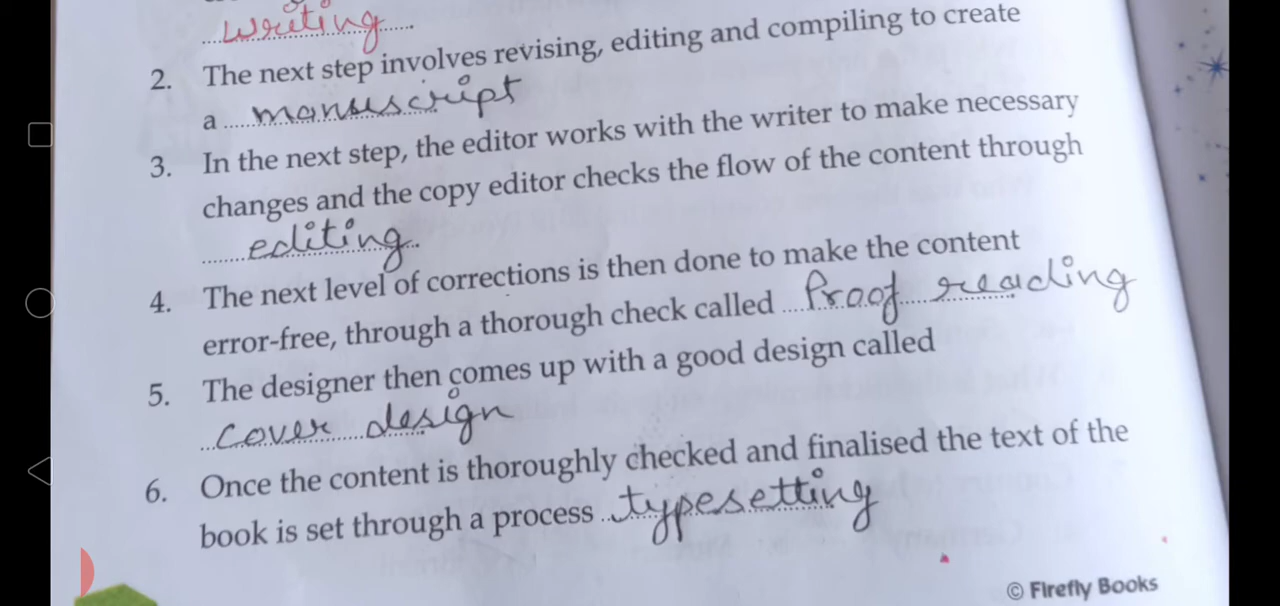 writing
2. The next step involves revising, editing and compiling to create
a manuscript
3. In the next step, the editor works with the writer to make necessary
changes and the copy editor checks the flow of the content through
editing.
4. The next level of corrections is then done to make the content
error-free, through a thorough check called Proof reading
5. The designer then comes up with a good design called
cover design
6. Once the content is thoroughly checked and finalised the text of the
book is set through a process typesetting
© Firefly Books